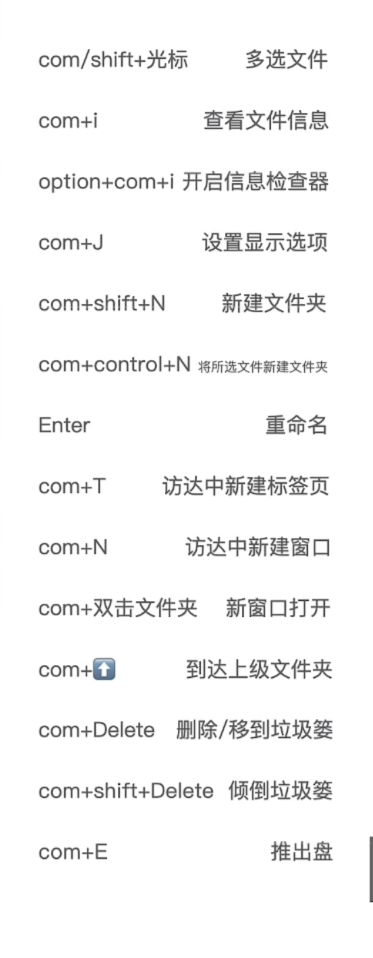 com/shift+光标 多选文件
com+i 查看文件信息
option+com+i 开启信息检查器
com+J 设置显示选项
com+shift+N 新建文件夹
com+control+N 将所选文件新建文件夹
Enter 重命名
com+T 访达中新建标签页
com+N 访达中新建窗口
com+双击文件夹 新窗口打开
com+⬆️ 到达上级文件夹
com+Delete 删除/移到垃圾篓
com+shift+Delete 倾倒垃圾篓
com+E 推出盘